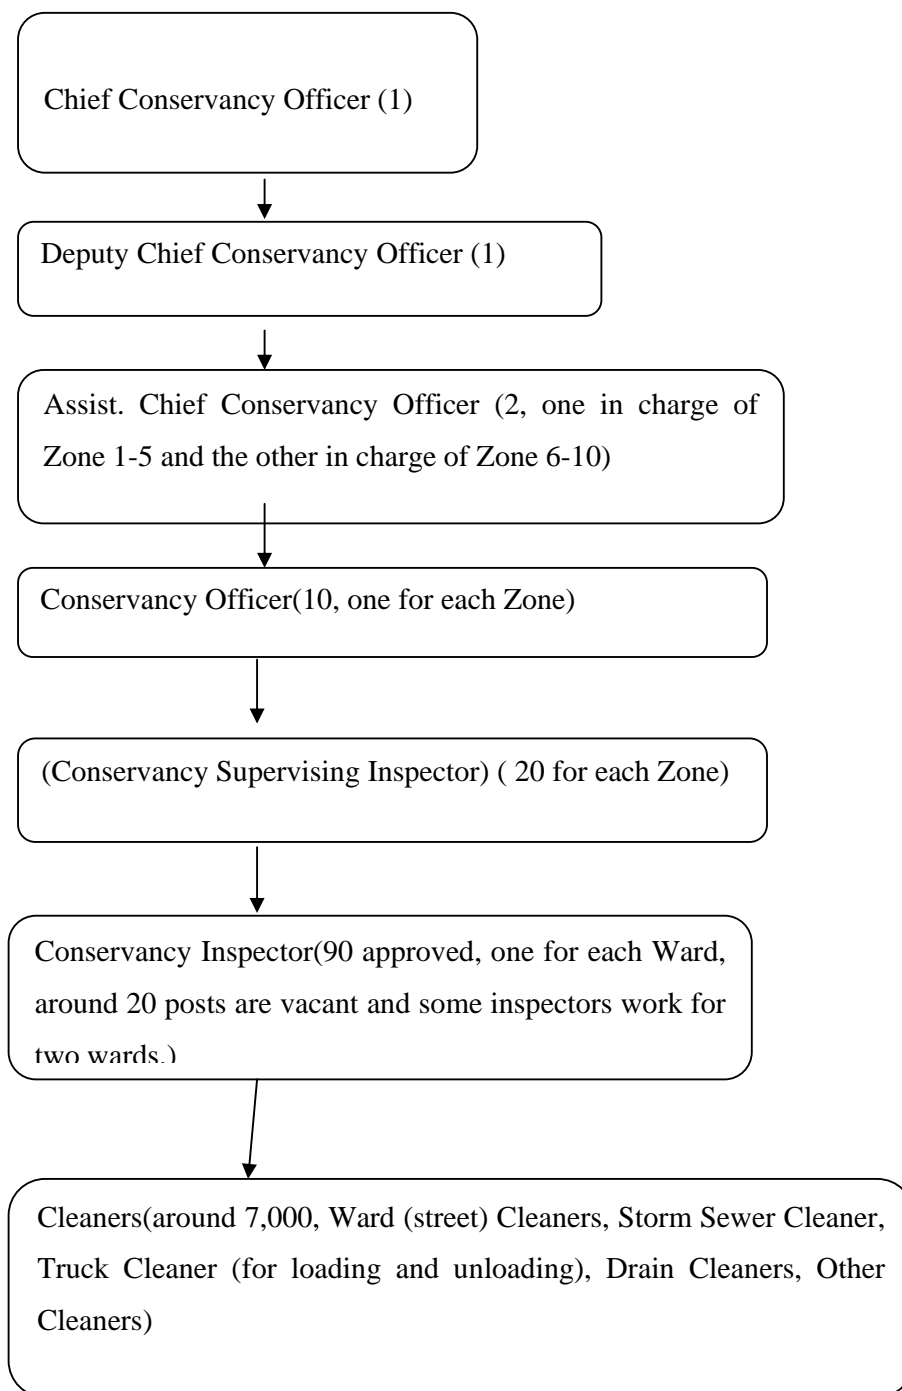 Chief Conservancy Officer (1)
Deputy Chief Conservancy Officer (1)
Assist. Chief Conservancy Officer (2, one in charge of
Zone 1-5 and the other in charge of Zone 6-10)
Conservancy Officer(10, one for each Zone)
(Conservancy Supervising Inspector) ( 20 for each Zone)
Conservancy Inspector(90 approved, one for each Ward,
around 20 posts are vacant and some inspectors work for
two wards.)
Cleaners(around 7,000, Ward (street) Cleaners, Storm Sewer Cleaner,
Truck Cleaner (for loading and unloading), Drain Cleaners, Other
Cleaners)